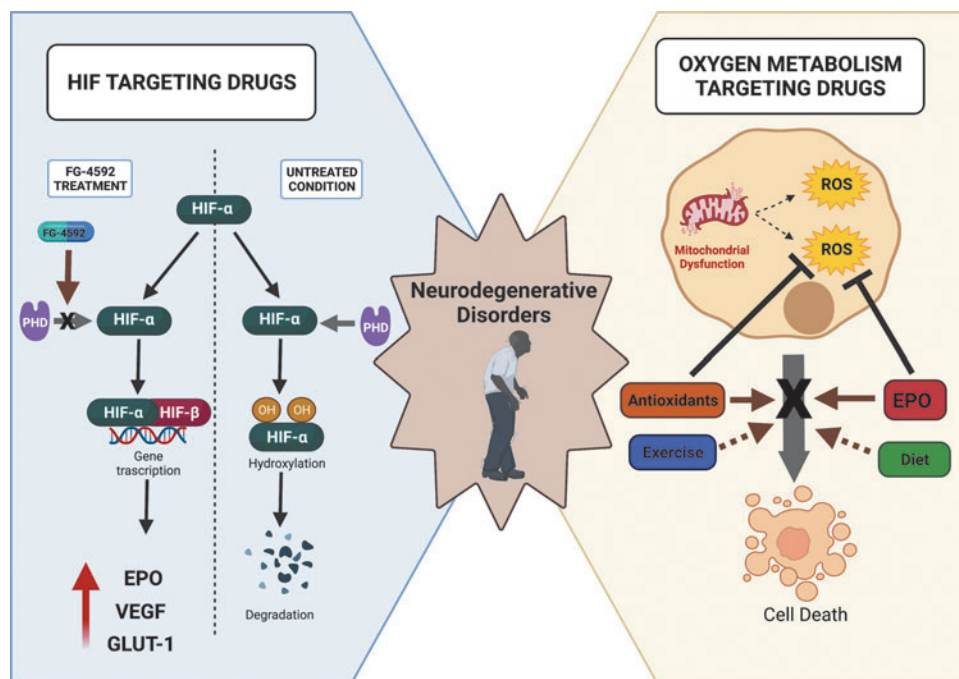 HIF TARGETING DRUGS
FG-4592
TREATMENT
UNTREATED
CONDITION
HIF-α
FG-4592
PHD
X
HIF-α
HIF-α
PHD
HIF-α
HIF-β
Gene
trascription
OH
OH
HIF-α
Hydroxylation
EPO
VEGF
GLUT-1
Degradation
Neurodegenerative
Disorders
OXYGEN METABOLISM
TARGETING DRUGS
ROS
ROS
Mitochondrial
Dysfunction
Antioxidants
X
EPO
Exercise
Diet
Cell Death